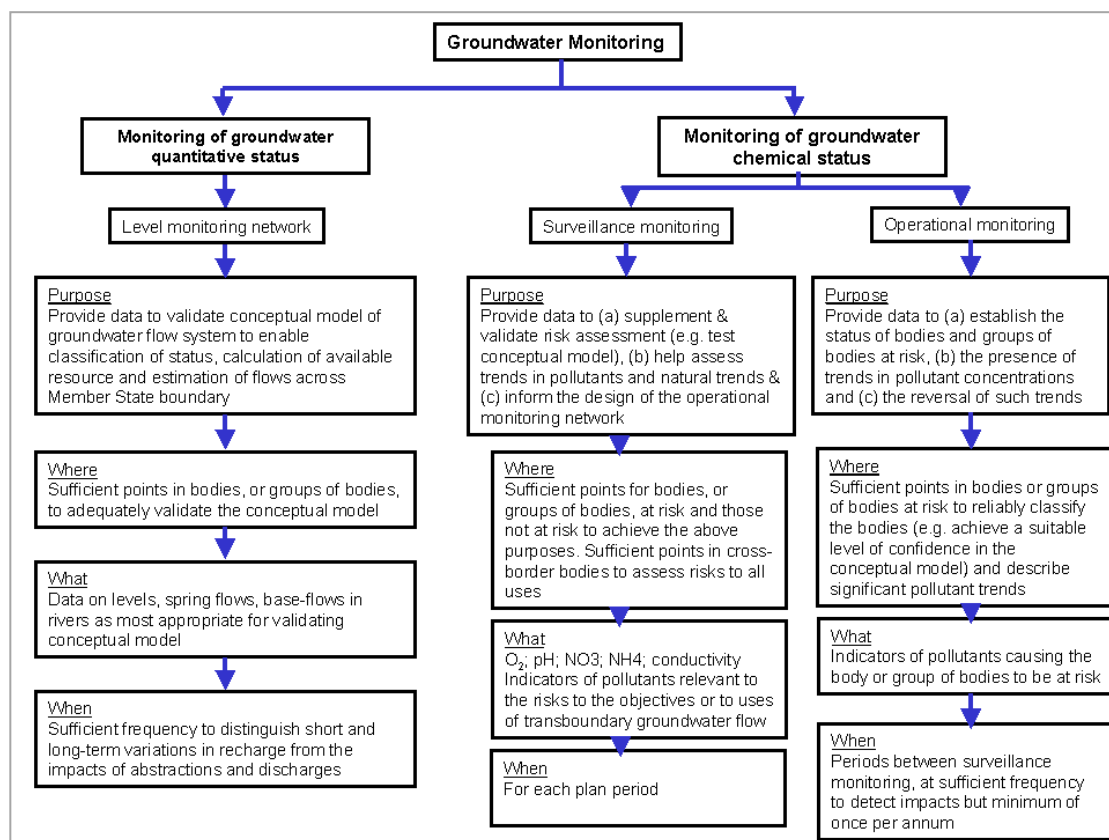 Groundwater Monitoring
Monitoring of groundwater
quantitative status
Monitoring of groundwater
chemical status
Level monitoring network
Surveillance monitoring
Operational monitoring
Purpose
Provide data to validate conceptual model of
groundwater flow system to enable
classification of status, calculation of available
resource and estimation of flows across
Member State boundary
Where
Sufficient points in bodies, or groups of bodies,
to adequately validate the conceptual model
What
Data on levels, spring flows, base-flows in
rivers as most appropriate for validating
conceptual model
When
Sufficient frequency to distinguish short and
long-term variations in recharge from the
impacts of abstractions and discharges
Purpose
Provide data to (a) supplement &
validate risk assessment (e.g. test
conceptual model), (b) help assess
trends in pollutants and natural trends &
(c) inform the design of the operational
monitoring network
Where
Sufficient points for bodies, or
groups of bodies, at risk and those
not at risk to achieve the above
purposes. Sufficient points in cross-
border bodies to assess risks to all
uses
What
O₂; pH; NO3; NH4; conductivity
Indicators of pollutants relevant to
the risks to the objectives or to uses
of transboundary groundwater flow
When
For each plan period
Purpose
Provide data to (a) establish the
status of bodies and groups of
bodies at risk, (b) the presence of
trends in pollutant concentrations
and (c) the reversal of such trends
Where
Sufficient points in bodies or groups
of bodies at risk to reliably classify
the bodies (e.g. achieve a suitable
level of confidence in the
conceptual model) and describe
significant pollutant trends
What
Indicators of pollutants causing the
body or group of bodies to be at risk
When
Periods between surveillance
monitoring, at sufficient frequency
to detect impacts but minimum of
once per annum